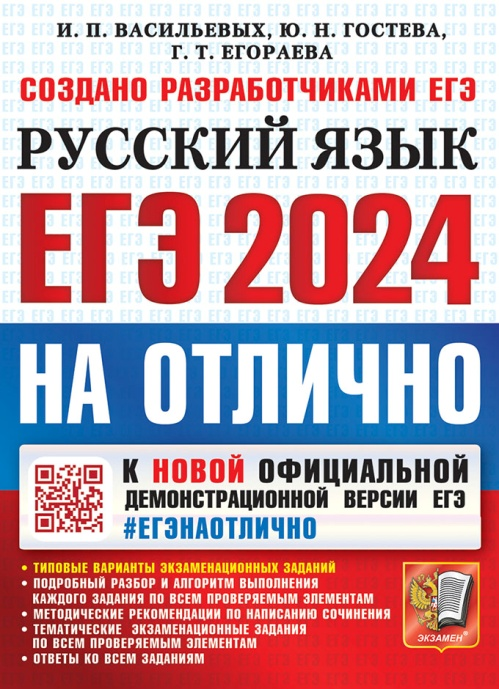 И. П. ВАСИЛЬЕВЫХ, Ю. Н. ГОСТЕВА,
Г. Т. ЕГОРАЕВА
СОЗДАНО РАЗРАБОТЧИКАМИ ЕГЭ
РУССКИЙ ЯЗЫК
ЕГЭ 2024
НА ОТЛИЧНО
К НОВОЙ ОФИЦИАЛЬНОЙ
ДЕМОНСТРАЦИОННОЙ ВЕРСИИ ЕГЭ
#ЕГЭНАОТЛИЧНО
• ТИПОВЫЕ ВАРИАНТЫ ЭКЗАМЕНАЦИОННЫХ ЗАДАНИЙ
• ПОДРОБНЫЙ РАЗБОР И АЛГОРИТМ ВЫПОЛНЕНИЯ
КАЖДОГО ЗАДАНИЯ ПО ВСЕМ ПРОВЕРЯЕМЫМ ЭЛЕМЕНТАМ
• МЕТОДИЧЕСКИЕ РЕКОМЕНДАЦИИ ПО НАПИСАНИЮ СОЧИНЕНИЯ
• ТЕМАТИЧЕСКИЕ ЭКЗАМЕНАЦИОННЫЕ ЗАДАНИЯ
ПО ВСЕМ ПРОВЕРЯЕМЫМ ЭЛЕМЕНТАМ
• ОТВЕТЫ КО ВСЕМ ЗАДАНИЯМ
ЭКЗАМЕН